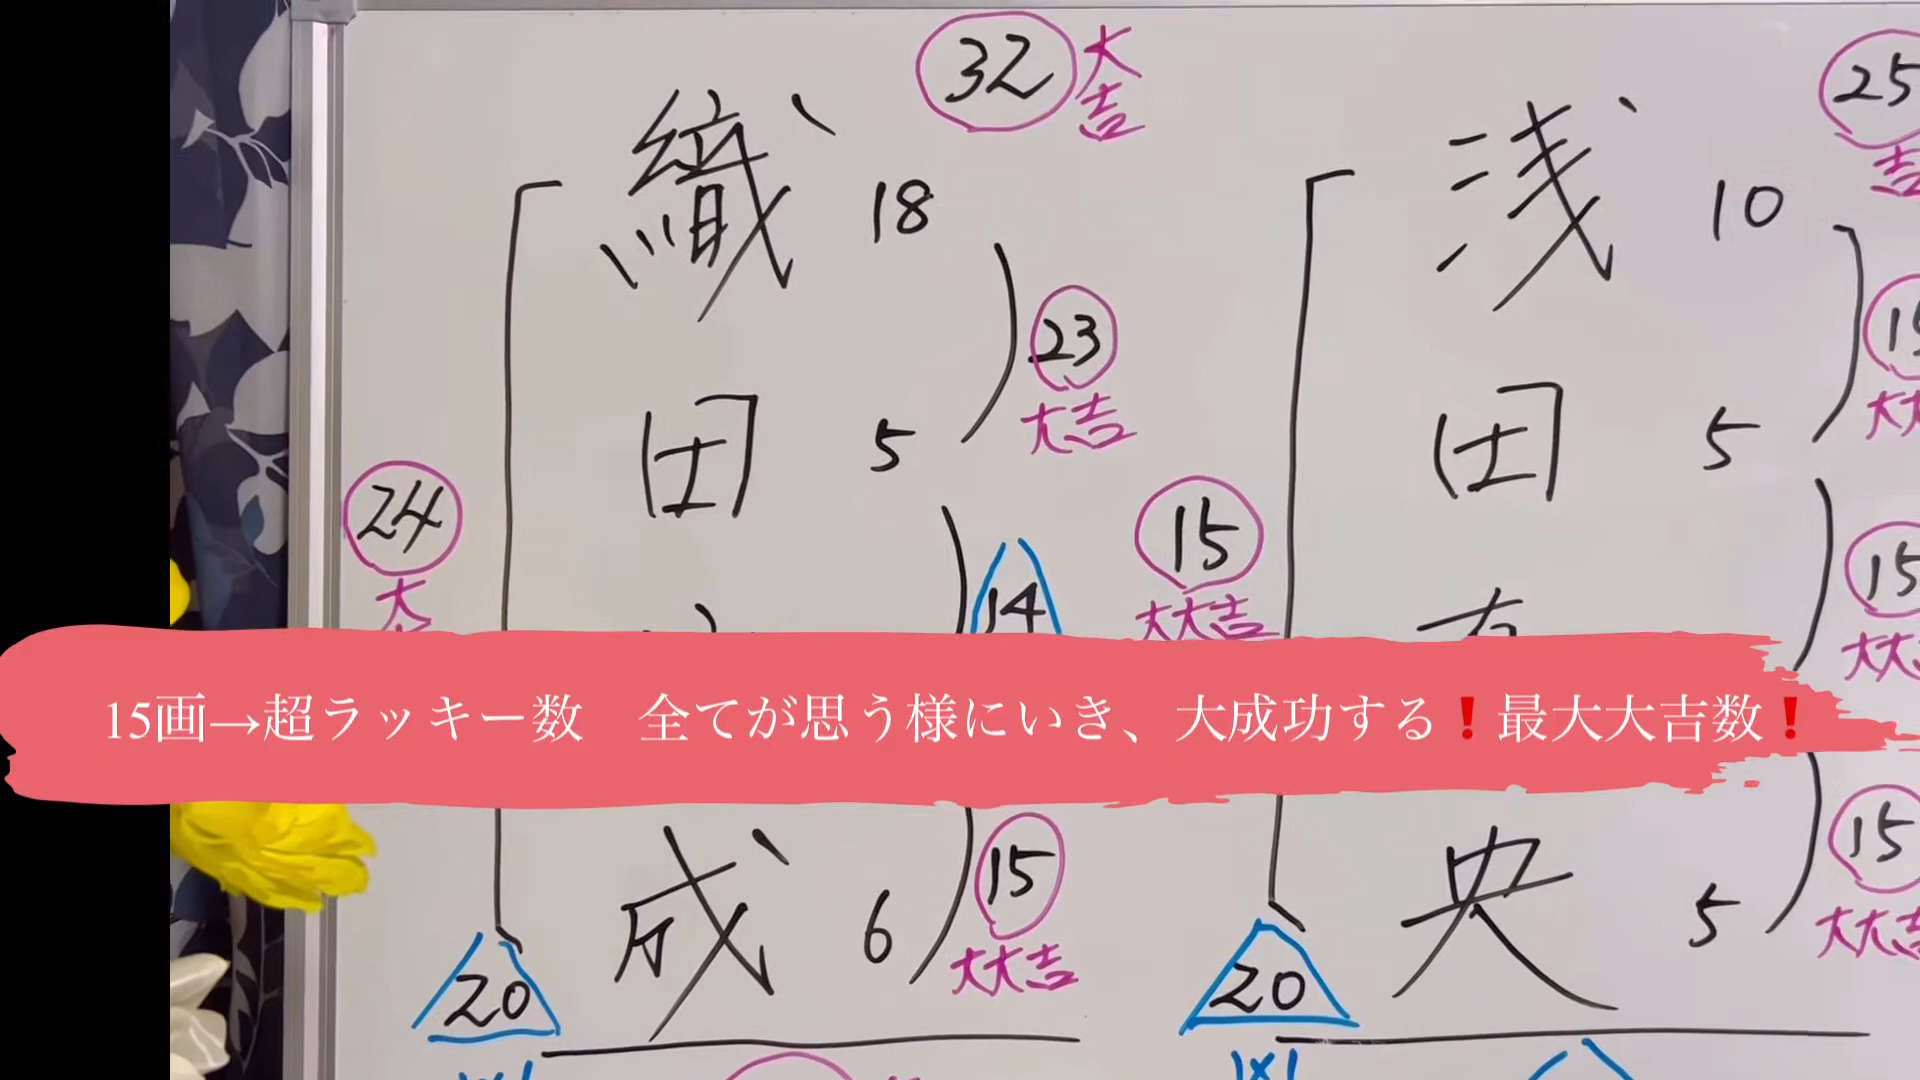 32 大吉
織 18
23 大吉
田 5
24 大
14
成 6
15 大大吉
20
25 吉
浅 10
田 5
15 大大吉
15
央 5
15 大大吉
20
15画→超ラッキー数　全てが思う様にいき、大成功する❗最大大吉数❗